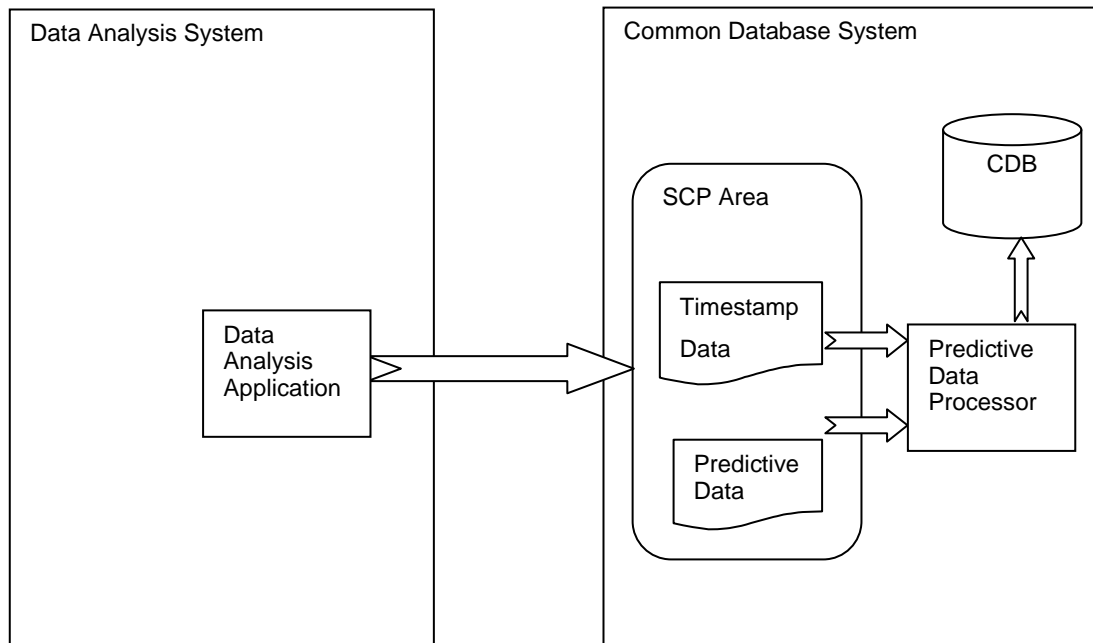 Data Analysis System
Common Database System
CDB
SCP Area
Timestamp
Data
Data
Analysis
Application
Predictive
Data
Processor
Predictive
Data